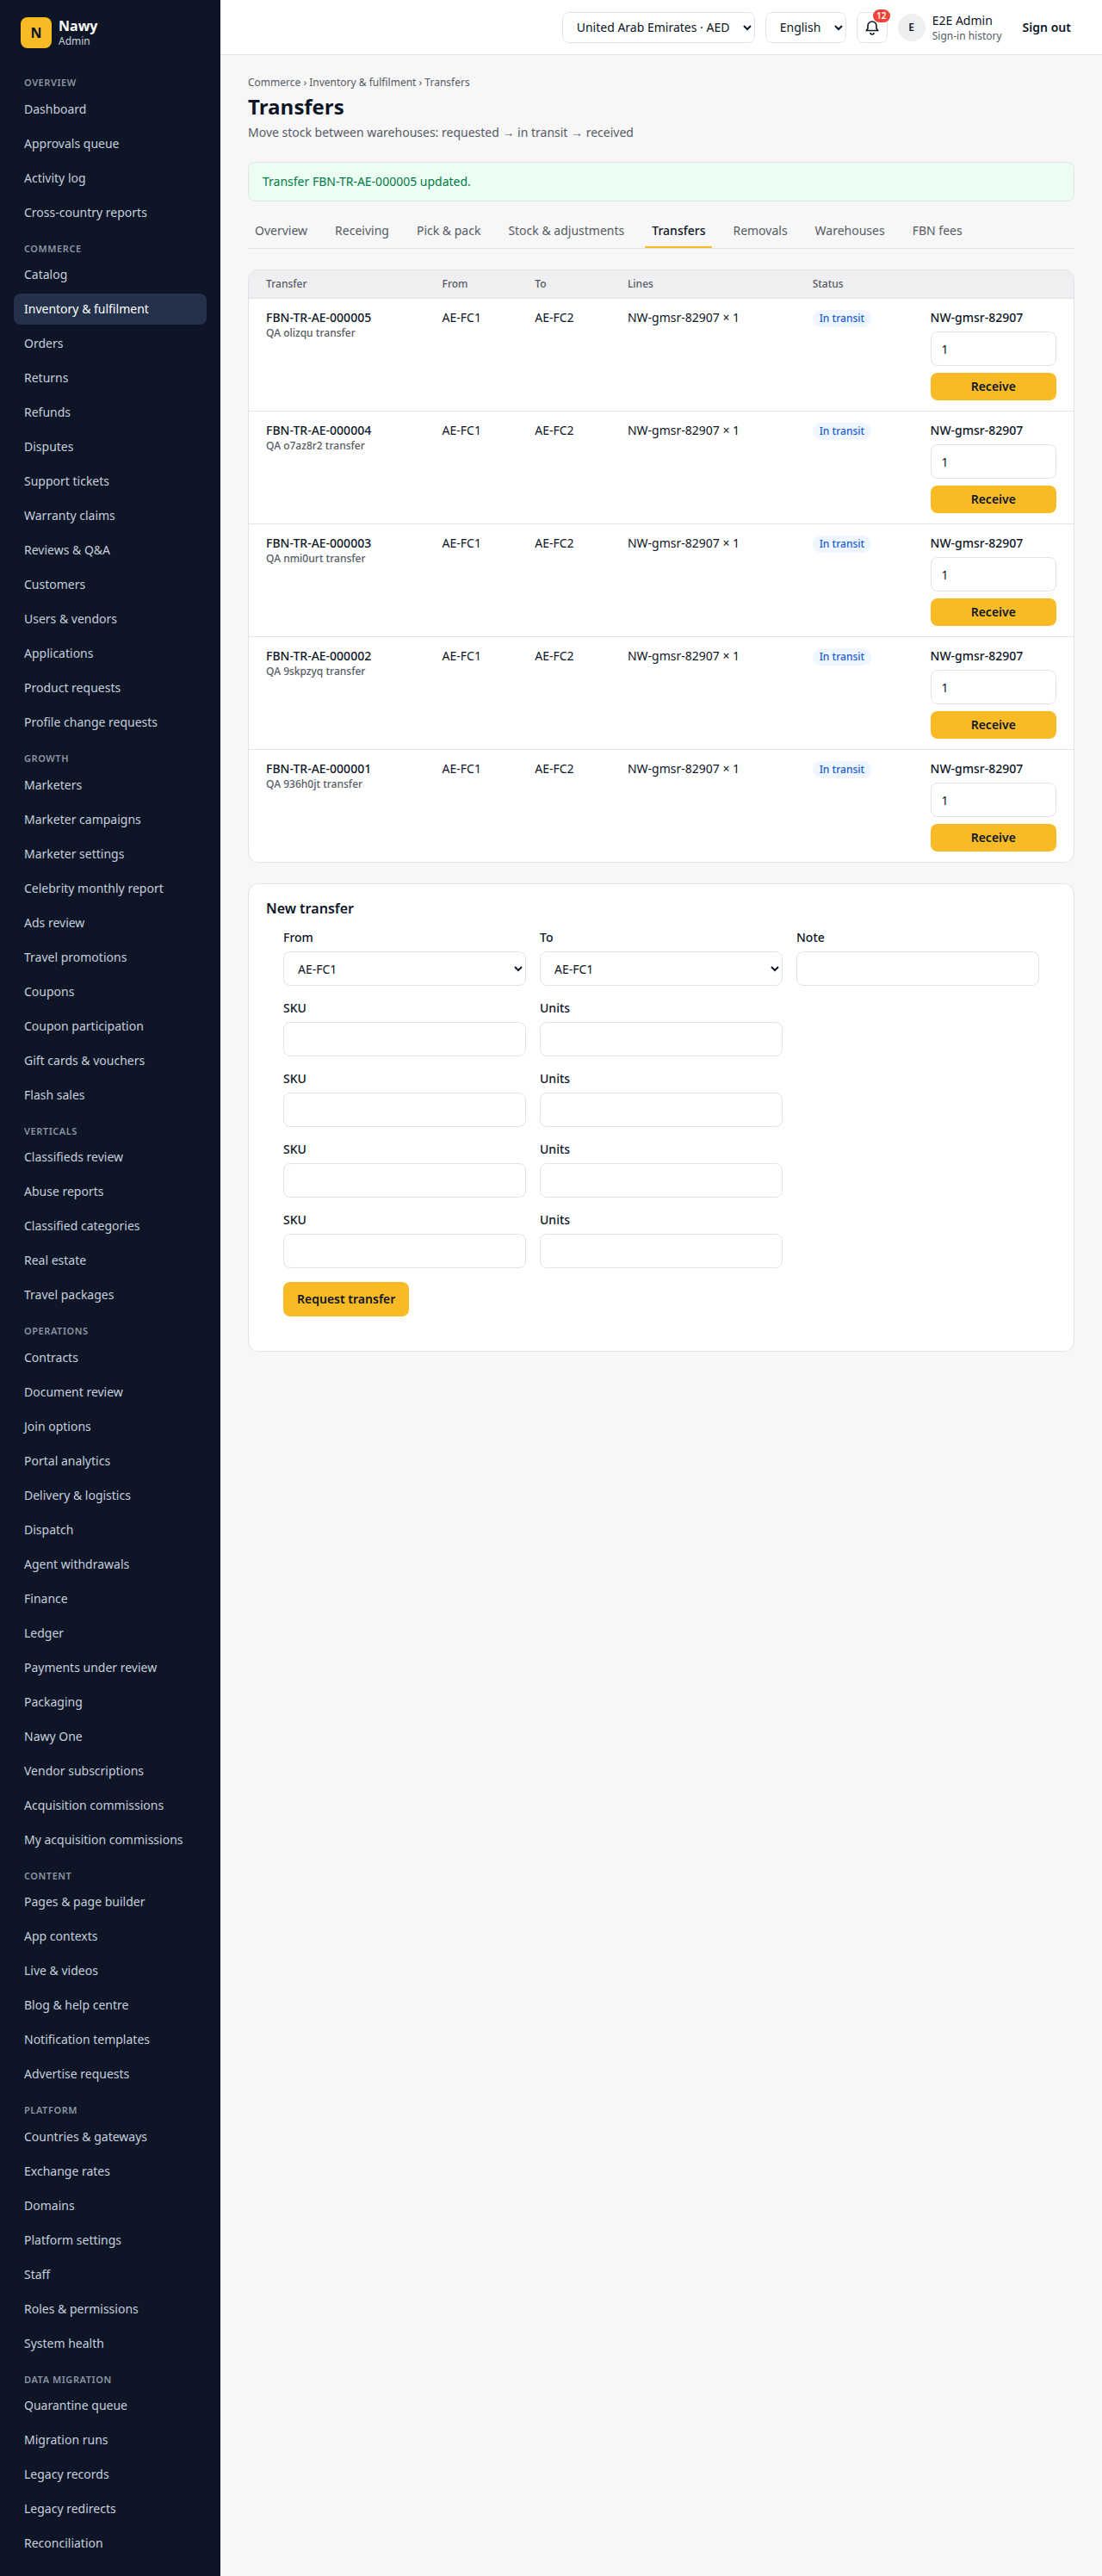 N
Nawy
Admin
OVERVIEW
Dashboard
Approvals queue
Activity log
Cross-country reports
COMMERCE
Catalog
Inventory & fulfilment
Orders
Returns
Refunds
Disputes
Support tickets
Warranty claims
Reviews & Q&A
Customers
Users & vendors
Applications
Product requests
Profile change requests
GROWTH
Marketers
Marketer campaigns
Marketer settings
Celebrity monthly report
Ads review
Travel promotions
Coupons
Coupon participation
Gift cards & vouchers
Flash sales
VERTICALS
Classifieds review
Abuse reports
Classified categories
Real estate
Travel packages
OPERATIONS
Contracts
Document review
Join options
Portal analytics
Delivery & logistics
Dispatch
Agent withdrawals
Finance
Ledger
Payments under review
Packaging
Nawy One
Vendor subscriptions
Acquisition commissions
My acquisition commissions
CONTENT
Pages & page builder
App contexts
Live & videos
Blog & help centre
Notification templates
Advertise requests
PLATFORM
Countries & gateways
Exchange rates
Domains
Platform settings
Staff
Roles & permissions
System health
DATA MIGRATION
Quarantine queue
Migration runs
Legacy records
Legacy redirects
Reconciliation
United Arab Emirates · AED
English
12
E
E2E Admin
Sign-in history
Sign out
Commerce › Inventory & fulfilment › Transfers
Transfers
Move stock between warehouses: requested → in transit → received
Transfer FBN-TR-AE-000005 updated.
Overview Receiving Pick & pack Stock & adjustments Transfers Removals Warehouses FBN fees
Transfer From To Lines Status
FBN-TR-AE-000005 AE-FC1 AE-FC2 NW-gmsr-82907 × 1 In transit NW-gmsr-82907
QA olizqu transfer
1
Receive
FBN-TR-AE-000004 AE-FC1 AE-FC2 NW-gmsr-82907 × 1 In transit NW-gmsr-82907
QA o7az8r2 transfer
1
Receive
FBN-TR-AE-000003 AE-FC1 AE-FC2 NW-gmsr-82907 × 1 In transit NW-gmsr-82907
QA nmi0urt transfer
1
Receive
FBN-TR-AE-000002 AE-FC1 AE-FC2 NW-gmsr-82907 × 1 In transit NW-gmsr-82907
QA 9skpzyq transfer
1
Receive
FBN-TR-AE-000001 AE-FC1 AE-FC2 NW-gmsr-82907 × 1 In transit NW-gmsr-82907
QA 936h0jt transfer
1
Receive
New transfer
From To Note
AE-FC1 AE-FC1
SKU Units
SKU Units
SKU Units
SKU Units
Request transfer